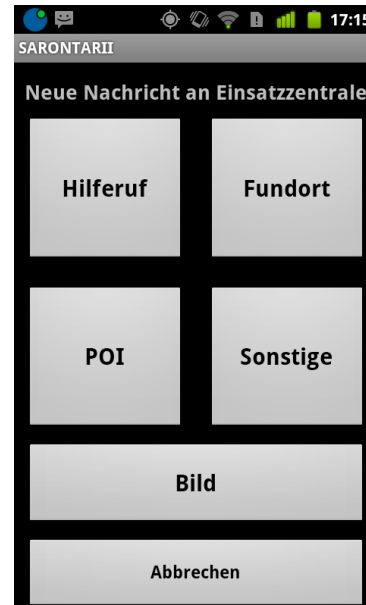 17:15
SARONTARII
Neue Nachricht an Einsatzzentrale
Hilferuf Fundort
POI Sonstige
Bild
Abbrechen